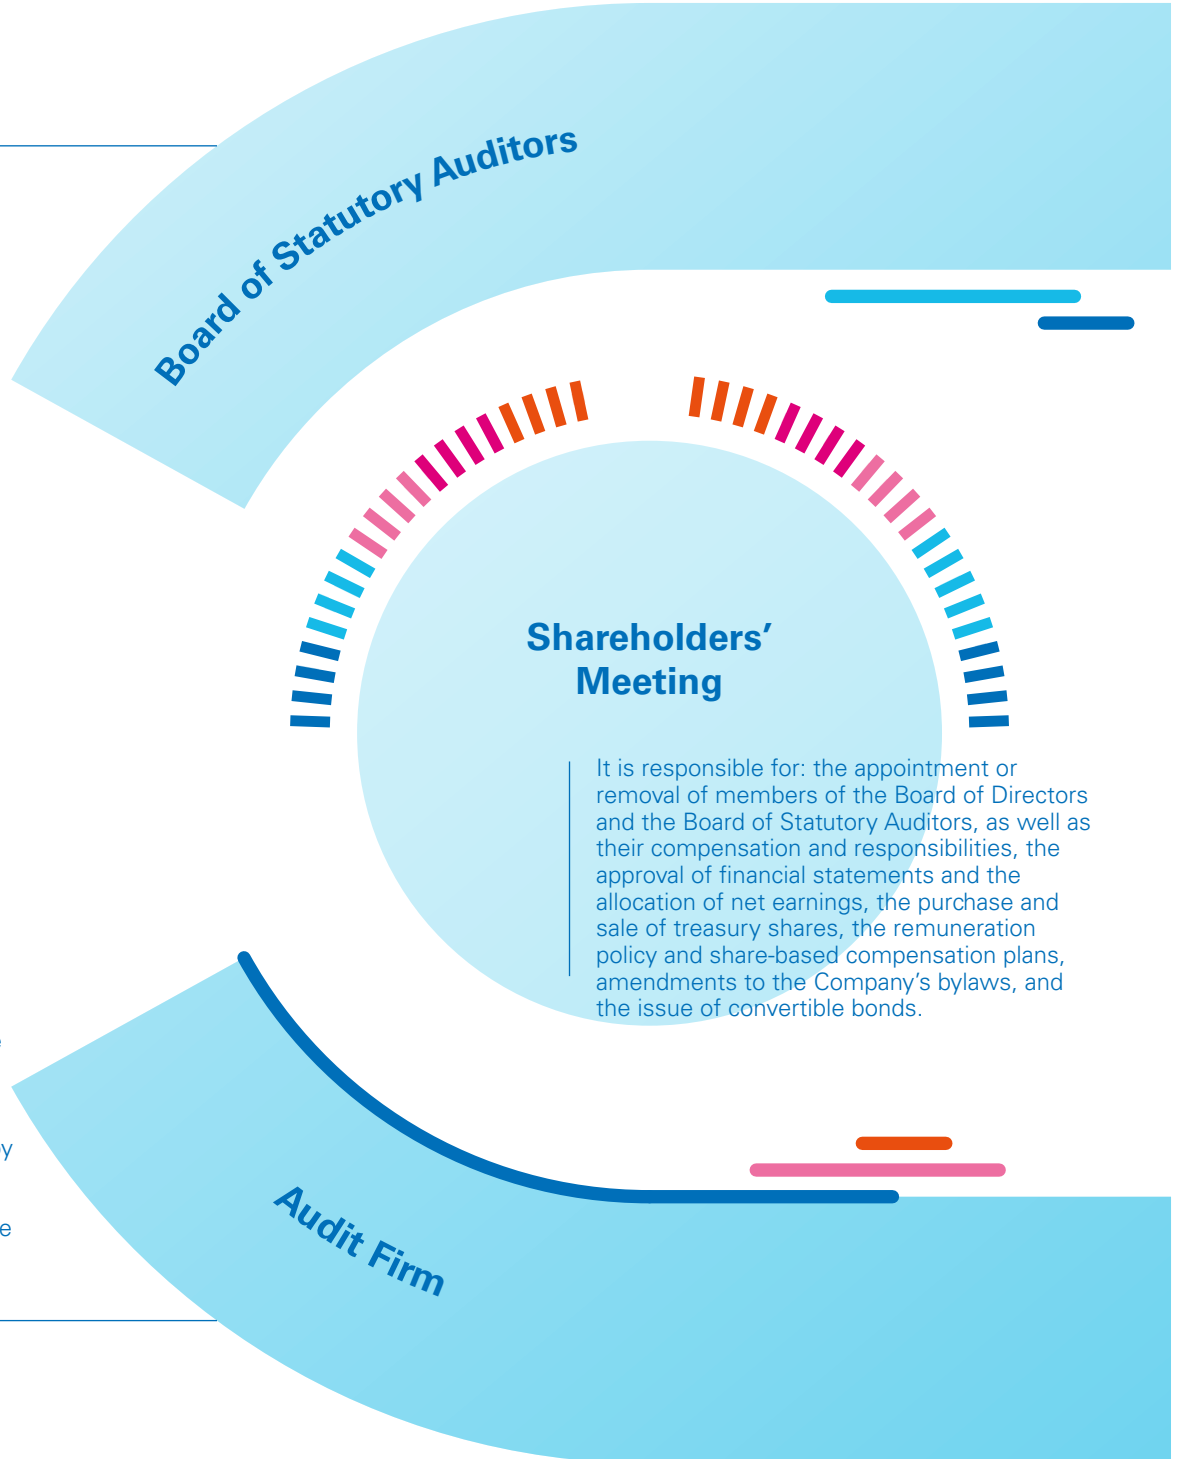 Board of Statutory Auditors
Shareholders’
Meeting
It is responsible for: the appointment or
removal of members of the Board of Directors
and the Board of Statutory Auditors, as well as
their compensation and responsibilities, the
approval of financial statements and the
allocation of net earnings, the purchase and
sale of treasury shares, the remuneration
policy and share-based compensation plans,
amendments to the Company’s bylaws, and
the issue of convertible bonds.
Audit Firm